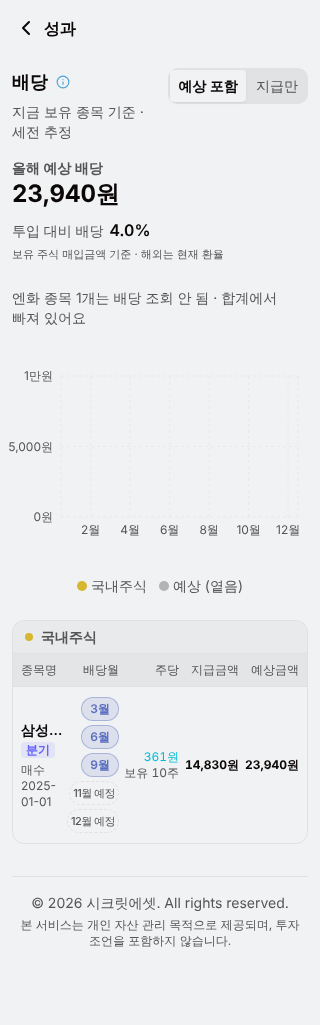 성과
배당
예상 포함
지급만
지금 보유 종목 기준 ·
세전 추정
올해 예상 배당
23,940원
투입 대비 배당 4.0%
보유 주식 매입금액 기준 · 해외는 현재 환율
엔화 종목 1개는 배당 조회 안 됨 · 합계에서
빠져 있어요
1만원
5,000원
0원
2월 4월 6월 8월 10월 12월
국내주식 예상 (옅음)
국내주식
종목명 배당월 주당 지급금액 예상금액
삼성...
분기
매수
2025-
01-01
3월
6월
9월
11월 예정
12월 예정
361원
보유 10주
14,830원
23,940원
© 2026 시크릿에셋. All rights reserved.
본 서비스는 개인 자산 관리 목적으로 제공되며, 투자
조언을 포함하지 않습니다.